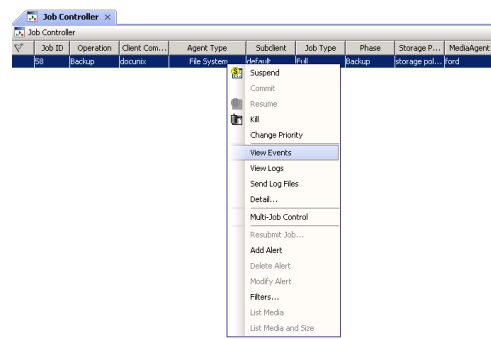 Job Controller ×
Job Controller
Job ID Operation Client Com... Agent Type Subclient Job Type Phase Storage P... MediaAgent
58 Backup docunix File System default Full Backup storage pol... ford
Suspend
Commit
Resume
Kill
Change Priority
View Events
View Logs
Send Log Files
Detail...
Multi-Job Control
Resubmit Job...
Add Alert
Delete Alert
Modify Alert
Filters...
List Media
List Media and Size